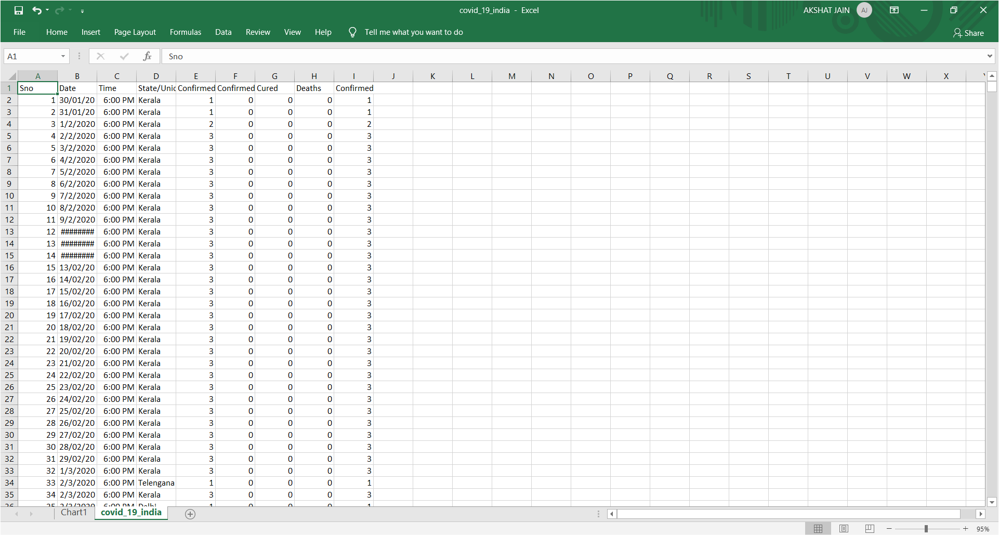 covid_19_india - Excel
AKSHAT JAIN AJ
File Home Insert Page Layout Formulas Data Review View Help Tell me what you want to do Share
A1 fx Sno
A B C D E F G H I J K L M N O P Q R S T U V W X
1 Sno Date Time State/Unic Confirmed Confirmed Cured Deaths Confirmed
2 1 30/01/20 6:00 PM Kerala 1 0 0 0 1
3 2 31/01/20 6:00 PM Kerala 1 0 0 0 1
4 3 1/2/2020 6:00 PM Kerala 2 0 0 0 2
5 4 2/2/2020 6:00 PM Kerala 3 0 0 0 3
6 5 3/2/2020 6:00 PM Kerala 3 0 0 0 3
7 6 4/2/2020 6:00 PM Kerala 3 0 0 0 3
8 7 5/2/2020 6:00 PM Kerala 3 0 0 0 3
9 8 6/2/2020 6:00 PM Kerala 3 0 0 0 3
10 9 7/2/2020 6:00 PM Kerala 3 0 0 0 3
11 10 8/2/2020 6:00 PM Kerala 3 0 0 0 3
12 11 9/2/2020 6:00 PM Kerala 3 0 0 0 3
13 12 ######## 6:00 PM Kerala 3 0 0 0 3
14 13 ######## 6:00 PM Kerala 3 0 0 0 3
15 14 ######## 6:00 PM Kerala 3 0 0 0 3
16 15 13/02/20 6:00 PM Kerala 3 0 0 0 3
17 16 14/02/20 6:00 PM Kerala 3 0 0 0 3
18 17 15/02/20 6:00 PM Kerala 3 0 0 0 3
19 18 16/02/20 6:00 PM Kerala 3 0 0 0 3
20 19 17/02/20 6:00 PM Kerala 3 0 0 0 3
21 20 18/02/20 6:00 PM Kerala 3 0 0 0 3
22 21 19/02/20 6:00 PM Kerala 3 0 0 0 3
23 22 20/02/20 6:00 PM Kerala 3 0 0 0 3
24 23 21/02/20 6:00 PM Kerala 3 0 0 0 3
25 24 22/02/20 6:00 PM Kerala 3 0 0 0 3
26 25 23/02/20 6:00 PM Kerala 3 0 0 0 3
27 26 24/02/20 6:00 PM Kerala 3 0 0 0 3
28 27 25/02/20 6:00 PM Kerala 3 0 0 0 3
29 28 26/02/20 6:00 PM Kerala 3 0 0 0 3
30 29 27/02/20 6:00 PM Kerala 3 0 0 0 3
31 30 28/02/20 6:00 PM Kerala 3 0 0 0 3
32 31 29/02/20 6:00 PM Kerala 3 0 0 0 3
33 32 1/3/2020 6:00 PM Kerala 3 0 0 0 3
34 33 2/3/2020 6:00 PM Telengana 1 0 0 0 1
35 34 2/3/2020 6:00 PM Kerala 3 0 0 0 3
36 35 2/3/2020 6:00 PM Delhi 1 0 0 0 1
Chart1 covid_19_india
95%